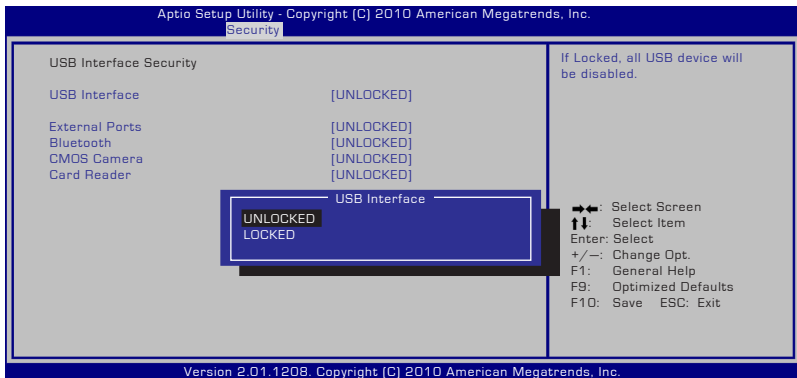 Aptio Setup Utility - Copyright (C) 2010 American Megatrends, Inc.
Security
USB Interface Security
USB Interface [UNLOCKED]
External Ports [UNLOCKED]
Bluetooth [UNLOCKED]
CMOS Camera [UNLOCKED]
Card Reader [UNLOCKED]
USB Interface
UNLOCKED
LOCKED
If Locked, all USB device will
be disabled.
→←: Select Screen
↑↓: Select Item
Enter: Select
+/—: Change Opt.
F1: General Help
F9: Optimized Defaults
F10: Save ESC: Exit
Version 2.01.1208. Copyright (C) 2010 American Megatrends, Inc.